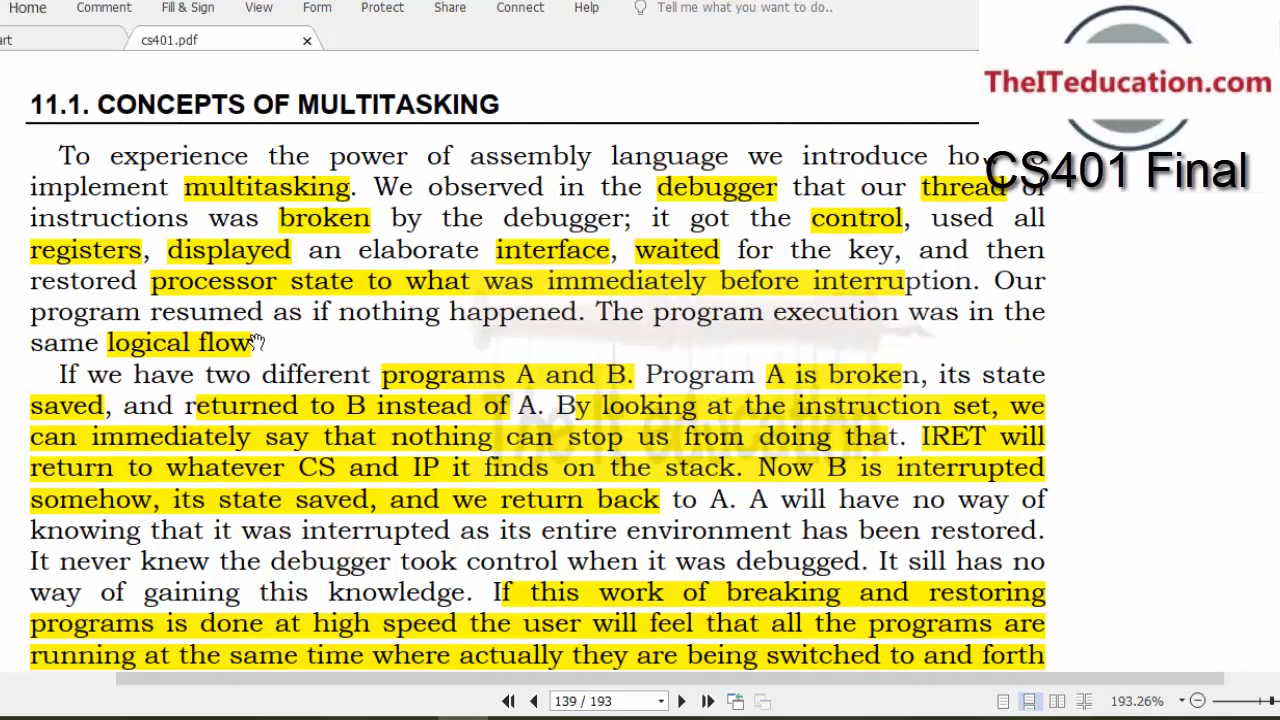 Home Comment Fill & Sign View Form Protect Share Connect Help Tell me what you want to do..
art cs401.pdf ×
TheITeducation.com
CS401 Final
11.1. CONCEPTS OF MULTITASKING
To experience the power of assembly language we introduce
implement multitasking. We observed in the debugger that our thread of
instructions was broken by the debugger; it got the control, used all
registers, displayed an elaborate interface, waited for the key, and then
restored processor state to what was immediately before interruption. Our
program resumed as if nothing happened. The program execution was in the
same logical flow
If we have two different programs A and B. Program A is broken, its state
saved, and returned to B instead of A. By looking at the instruction set, we
can immediately say that nothing can stop us from doing that. IRET will
return to whatever CS and IP it finds on the stack. Now B is interrupted
somehow, its state saved, and we return back to A. A will have no way of
knowing that it was interrupted as its entire environment has been restored.
It never knew the debugger took control when it was debugged. It sill has no
way of gaining this knowledge. If this work of breaking and restoring
programs is done at high speed the user will feel that all the programs are
running at the same time where actually they are being switched to and forth
139 / 193 193.26%